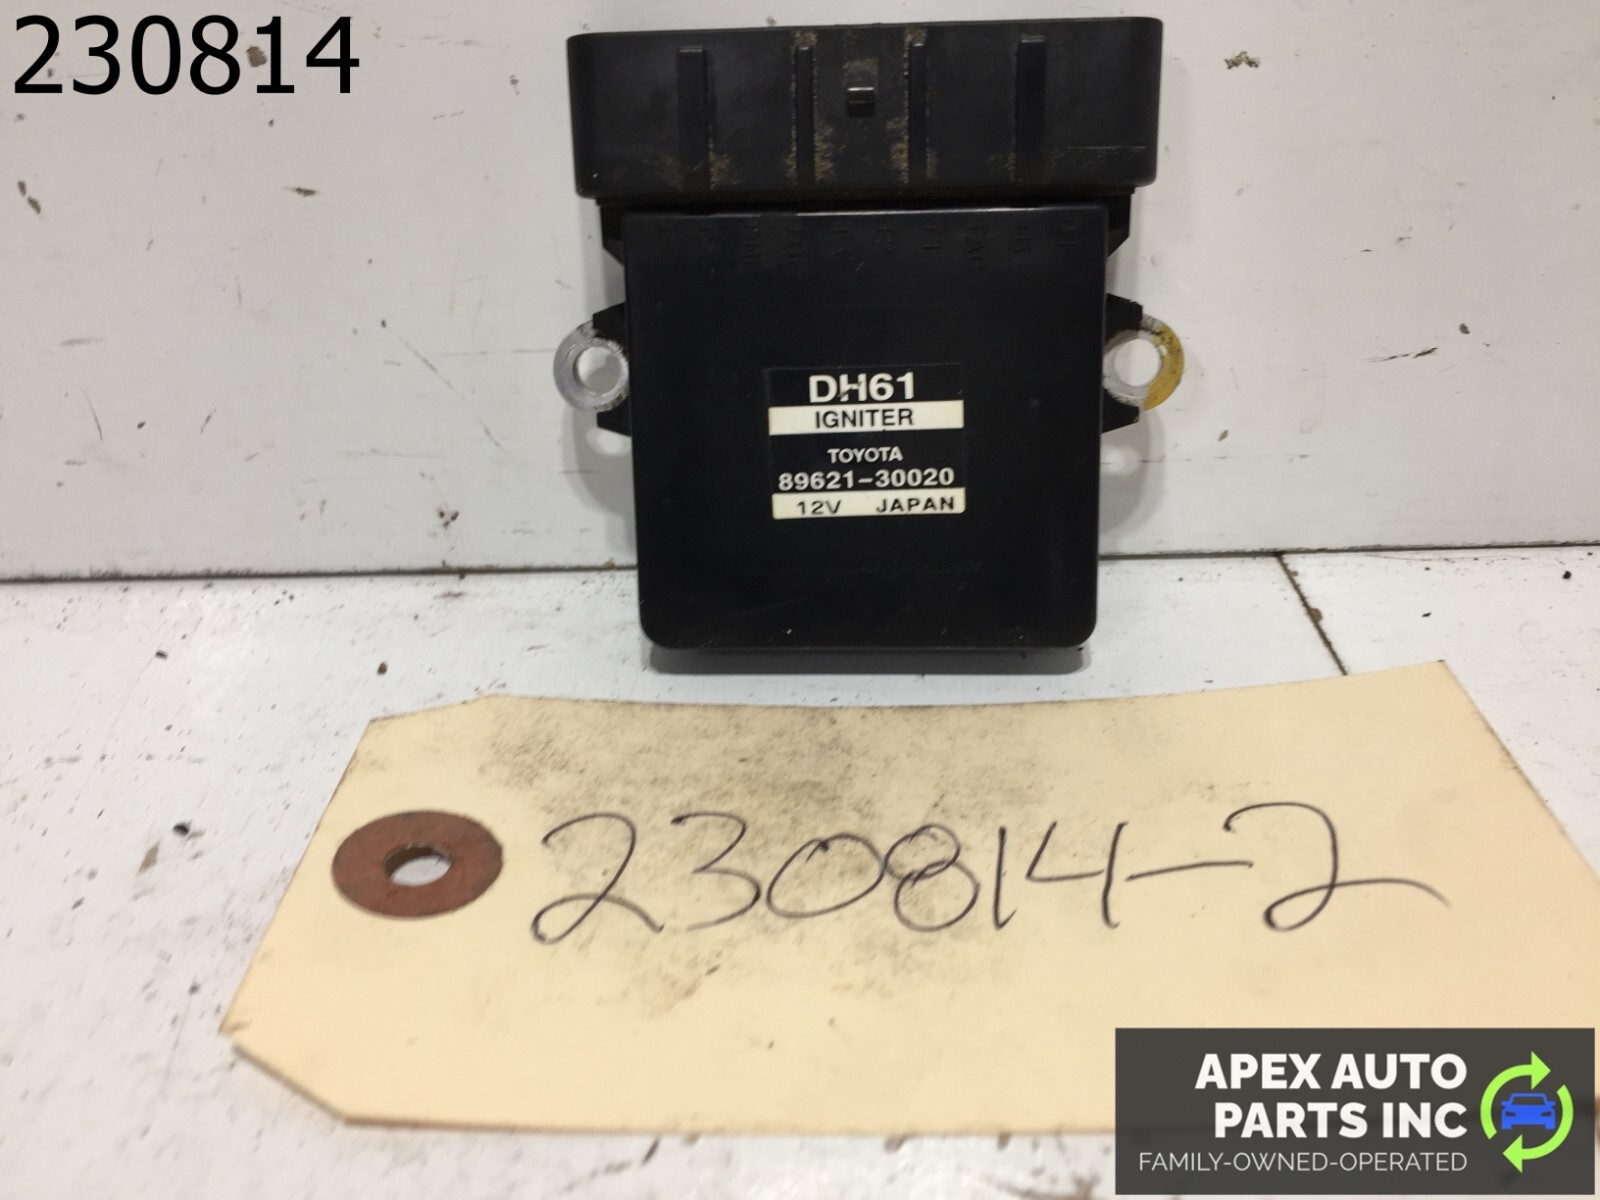 230814
DH61
IGNITER
TOYOTA
89621-30020
12V JAPAN
230814-2
APEX AUTO
PARTS INC
FAMILY-OWNED-OPERATED